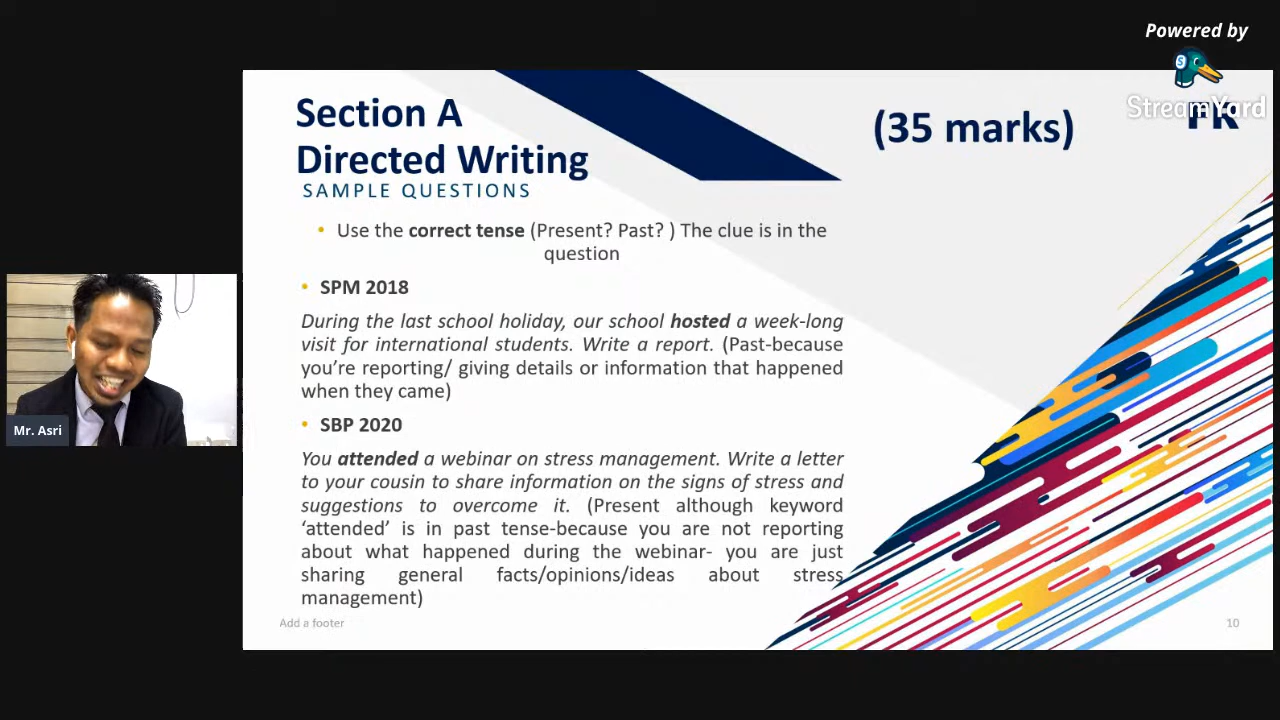 Powered by
StreamYard
Section A
Directed Writing
(35 marks)
SAMPLE QUESTIONS
• Use the correct tense (Present? Past? ) The clue is in the
question
• SPM 2018
During the last school holiday, our school hosted a week-long
visit for international students. Write a report. (Past-because
you’re reporting/ giving details or information that happened
when they came)
• SBP 2020
You attended a webinar on stress management. Write a letter
to your cousin to share information on the signs of stress and
suggestions to overcome it. (Present although keyword
‘attended’ is in past tense-because you are not reporting
about what happened during the webinar- you are just
sharing general facts/opinions/ideas about stress
management)
Mr. Asri
Add a footer
10